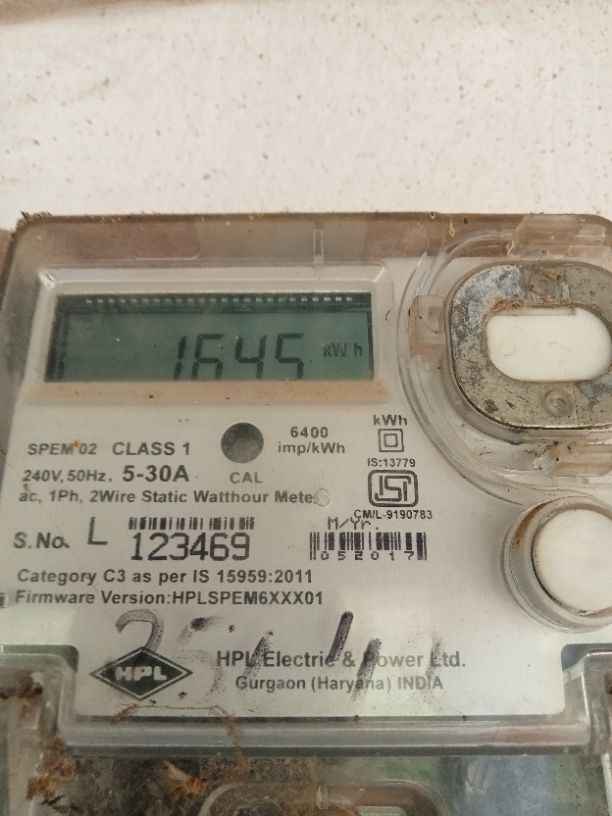 1645 kWh
SPEM 02 CLASS 1
6400
imp/kWh
kWh
240V, 50Hz, 5-30A
CAL
IS:13779
ISI
ac, 1Ph, 2Wire Static Watthour Meter
CM/L-9190783
M/Yr.
S.No. L 123469
052017
Category C3 as per IS 15959:2011
Firmware Version:HPLSPEM6XXX01
HPL
HPL Electric & Power Ltd.
Gurgaon (Haryana) INDIA